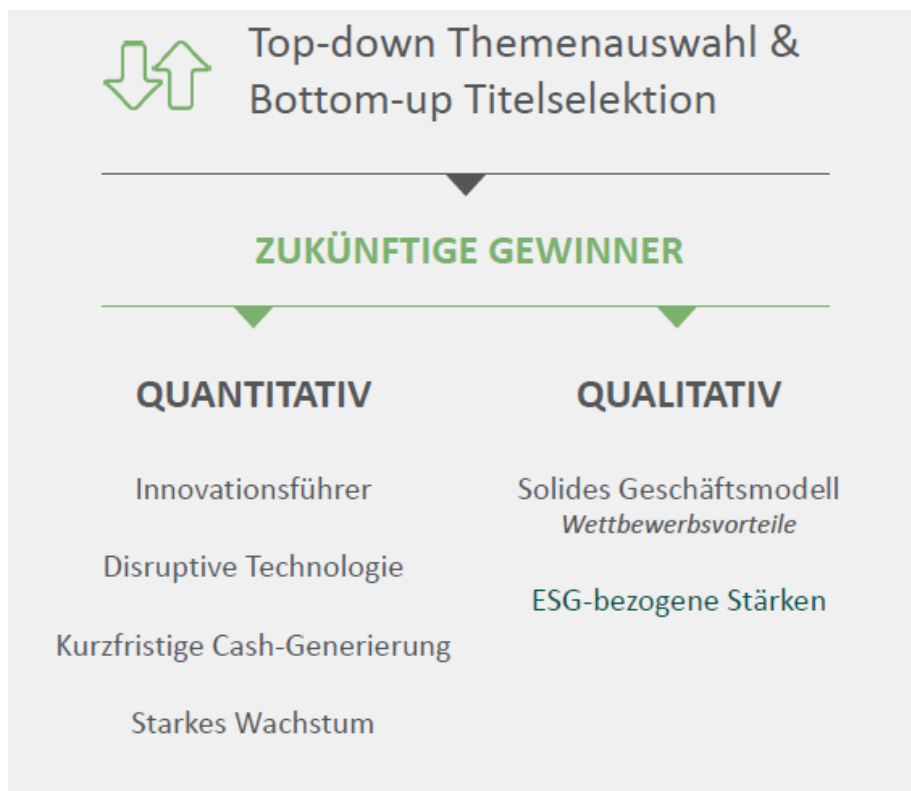 Top-down Themenauswahl &
Bottom-up Titelselektion
ZUKÜNFTIGE GEWINNER
QUANTITATIV
Innovationsführer
Disruptive Technologie
Kurzfristige Cash-Generierung
Starkes Wachstum
QUALITATIV
Solides Geschäftsmodell
Wettbewerbsvorteile
ESG-bezogene Stärken